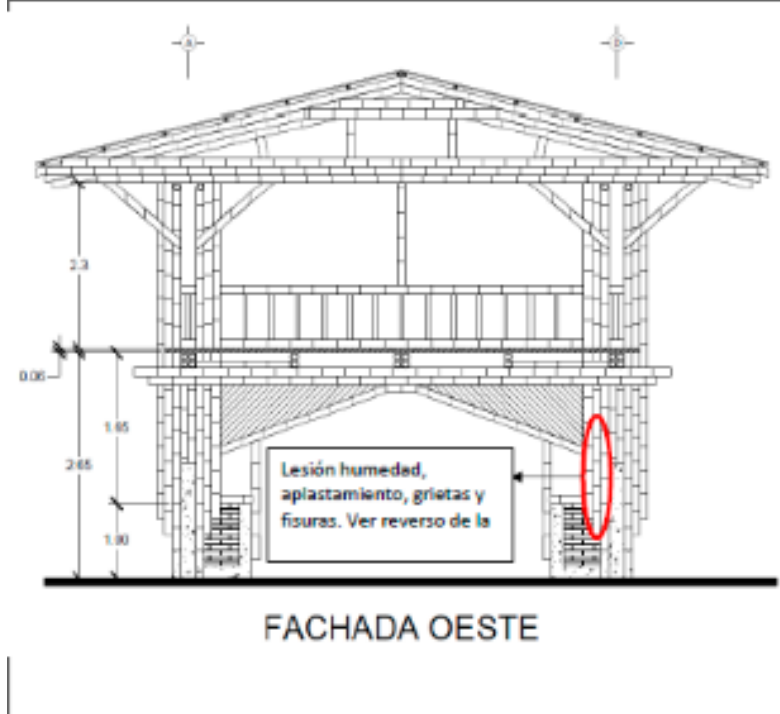 A
2.3
0.06
1.65
2.65
1.00
Lesión humedad,
aplastamiento, grietas y
fisuras. Ver reverso de la
FACHADA OESTE